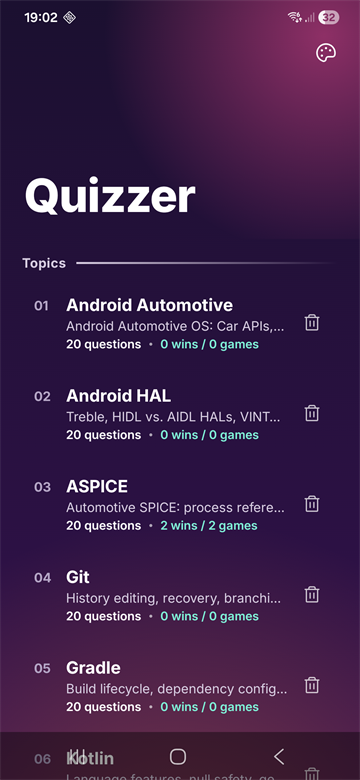 19:02
32
Quizzer
Topics
01
Android Automotive
Android Automotive OS: Car APIs,...
20 questions • 0 wins / 0 games
02
Android HAL
Treble, HIDL vs. AIDL HALs, VINT...
20 questions • 0 wins / 0 games
03
ASPICE
Automotive SPICE: process refere...
20 questions • 2 wins / 2 games
04
Git
History editing, recovery, branchi...
20 questions • 0 wins / 0 games
05
Gradle
Build lifecycle, dependency config...
20 questions • 0 wins / 0 games
06
Kotlin
Language features, null safety, ge...